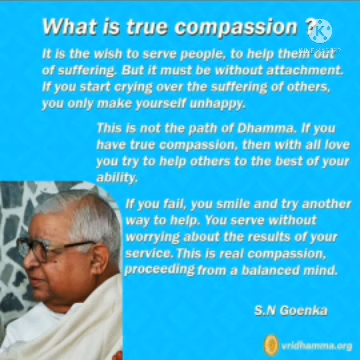 What is true compassion ?
It is the wish to serve people, to help them out
of suffering. But it must be without attachment.
If you start crying over the suffering of others,
you only make yourself unhappy.
This is not the path of Dhamma. If you
have true compassion, then with all love
you try to help others to the best of your
ability.
If you fail, you smile and try another
way to help. You serve without
worrying about the results of your
service. This is real compassion,
proceeding from a balanced mind.
S.N Goenka
vridhamma.org